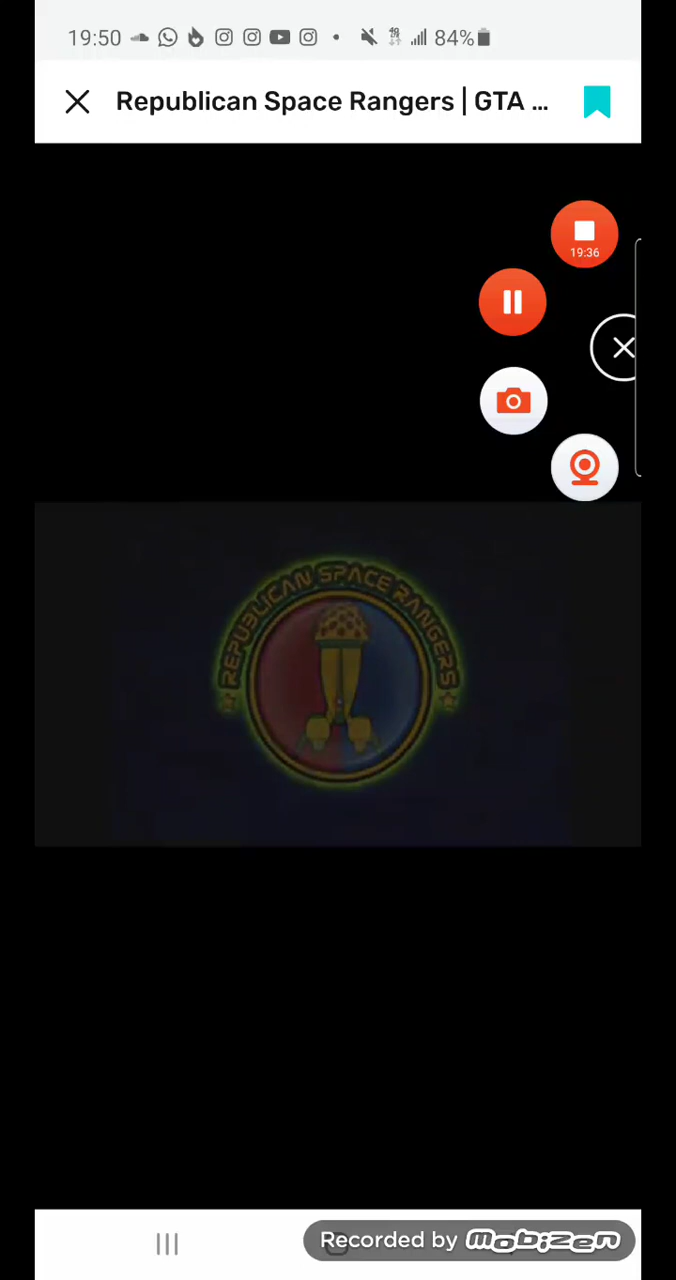 19:50
84%
Republican Space Rangers | GTA ...
19:36
REPUBLICAN SPACE RANGERS
Recorded by mobizen